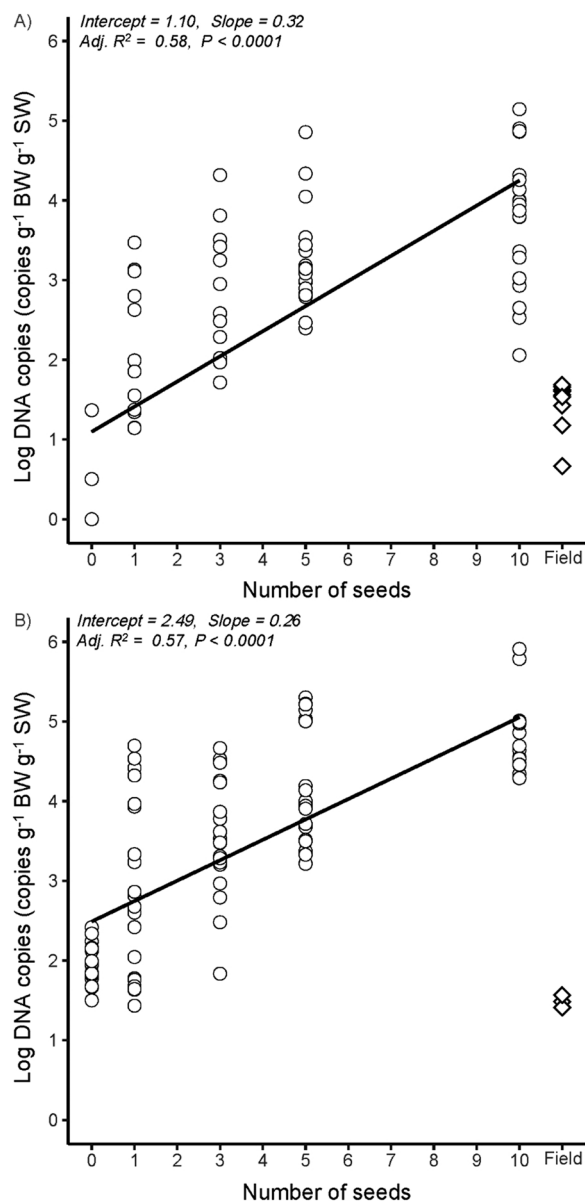 A)
Intercept = 1.10, Slope = 0.32
Adj. R² = 0.58, P < 0.0001
Log DNA copies (copies g⁻¹ BW g⁻¹ SW)
6
5
4
3
2
1
0
0 1 2 3 4 5 6 7 8 9 10 Field
Number of seeds
B)
Intercept = 2.49, Slope = 0.26
Adj. R² = 0.57, P < 0.0001
Log DNA copies (copies g⁻¹ BW g⁻¹ SW)
6
5
4
3
2
1
0
0 1 2 3 4 5 6 7 8 9 10 Field
Number of seeds